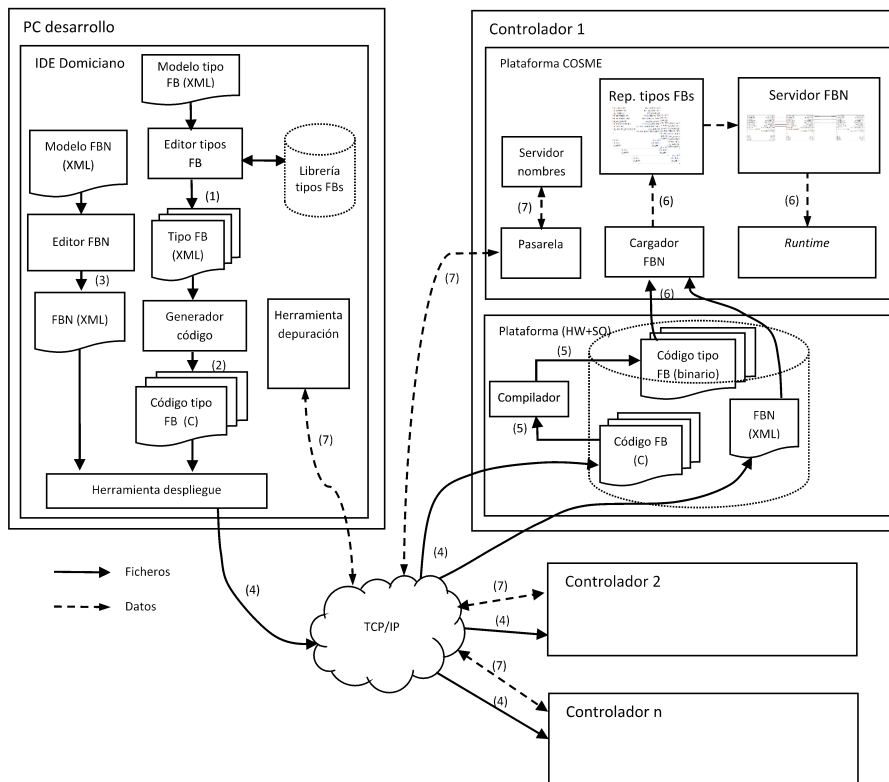 PC desarrollo
IDE Domiciano
Modelo tipo
FB (XML)
Modelo FBN
(XML)
Editor tipos
FB
Librería
tipos FBs
(1)
Editor FBN
Tipo FB
(XML)
(3)
FBN (XML)
Generador
código
Herramienta
depuración
(2)
Código tipo
FB (C)
(7)
Herramienta despliegue
(4)
Ficheros
Datos
TCP/IP
Controlador 1
Plataforma COSME
Rep. tipos FBs
Servidor FBN
Servidor
nombres
(7)
(6)
(6)
Pasarela
Cargador
FBN
Runtime
(7)
(6)
Plataforma (HW+SO)
(5)
Código tipo
FB (binario)
Compilador
(5)
Código FB
(C)
FBN
(XML)
(4)
Controlador 2
(7)
(4)
(7)
(4)
Controlador n